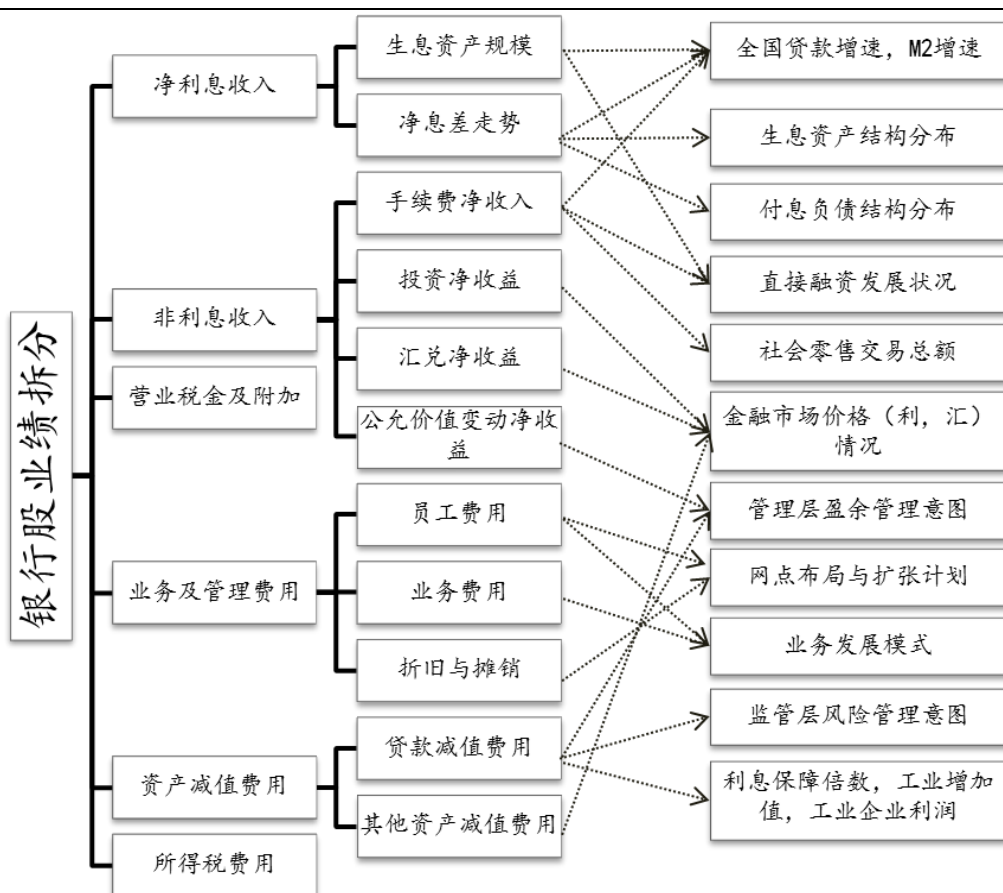 银行股业绩拆分
净利息收入
非利息收入
营业税金及附加
业务及管理费用
资产减值费用
所得税费用
生息资产规模
净息差走势
手续费净收入
投资净收益
汇兑净收益
公允价值变动净收
益
员工费用
业务费用
折旧与摊销
贷款减值费用
其他资产减值费用
全国贷款增速，M2增速
生息资产结构分布
付息负债结构分布
直接融资发展状况
社会零售交易总额
金融市场价格（利，汇）
情况
管理层盈余管理意图
网点布局与扩张计划
业务发展模式
监管层风险管理意图
利息保障倍数，工业增加
值，工业企业利润